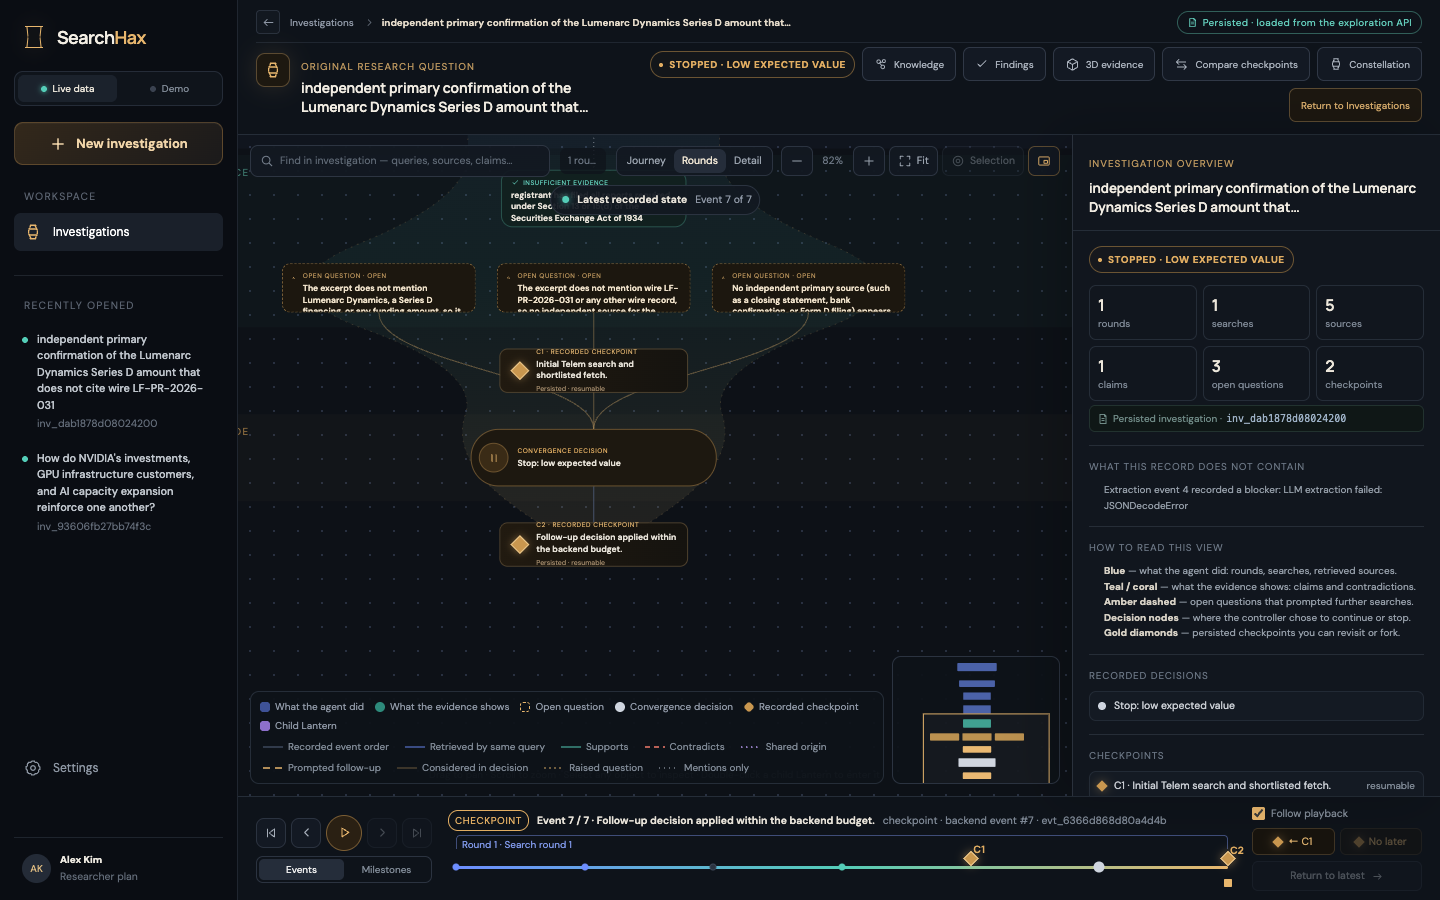 SearchHax
Live data
Demo
New investigation
WORKSPACE
Investigations
RECENTLY OPENED
independent primary
confirmation of the Lumenarc
Dynamics Series D amount that
does not cite wire LF-PR-2026-
031
inv_dab1878d08024200
How do NVIDIA's investments,
GPU infrastructure customers,
and AI capacity expansion
reinforce one another?
inv_93606fb27bb74f3c
Settings
AK
Alex Kim
Researcher plan
Investigations
independent primary confirmation of the Lumenarc Dynamics Series D amount that...
Persisted · loaded from the exploration API
ORIGINAL RESEARCH QUESTION
independent primary confirmation of the
Lumenarc Dynamics Series D amount that...
STOPPED · LOW EXPECTED VALUE
Knowledge
Findings
3D evidence
Compare checkpoints
Constellation
Return to Investigations
Find in investigation — queries, sources, claims...
1 rou...
Journey
Rounds
Detail
82%
Fit
Selection
INSUFFICIENT EVIDENCE
registrant
under Sec
Securities Exchange Act of 1934
Latest recorded state Event 7 of 7
OPEN QUESTION · OPEN
The excerpt does not mention
Lumenarc Dynamics, a Series D
financing, or any funding amount, so it
OPEN QUESTION · OPEN
The excerpt does not mention wire LF-
PR-2026-031 or any other wire record,
so no independent source for the
OPEN QUESTION · OPEN
No independent primary source (such
as a closing statement, bank
confirmation, or Form D filing) appears
C1 · RECORDED CHECKPOINT
Initial Telem search and
shortlisted fetch.
Persisted · resumable
CONVERGENCE DECISION
Stop: low expected value
C2 · RECORDED CHECKPOINT
Follow-up decision applied within
the backend budget.
Persisted · resumable
What the agent did
What the evidence shows
Open question
Convergence decision
Recorded checkpoint
Child Lantern
Recorded event order
Retrieved by same query
Supports
Contradicts
Shared origin
Prompted follow-up
Considered in decision
Raised question
Mentions only
INVESTIGATION OVERVIEW
independent primary confirmation of the Lumenarc
Dynamics Series D amount that...
STOPPED · LOW EXPECTED VALUE
1
rounds
1
searches
5
sources
1
claims
3
open questions
2
checkpoints
Persisted investigation · inv_dab1878d08024200
WHAT THIS RECORD DOES NOT CONTAIN
Extraction event 4 recorded a blocker: LLM extraction failed:
JSONDecodeError
HOW TO READ THIS VIEW
Blue — what the agent did: rounds, searches, retrieved sources.
Teal / coral — what the evidence shows: claims and contradictions.
Amber dashed — open questions that prompted further searches.
Decision nodes — where the controller chose to continue or stop.
Gold diamonds — persisted checkpoints you can revisit or fork.
RECORDED DECISIONS
Stop: low expected value
CHECKPOINTS
C1 · Initial Telem search and shortlisted fetch.
resumable
Events
Milestones
CHECKPOINT
Event 7 / 7 · Follow-up decision applied within the backend budget.
checkpoint · backend event #7 · evt_6366d868d80a4d4b
Round 1 · Search round 1
C1
C2
Follow playback
← C1
No later
Return to latest →